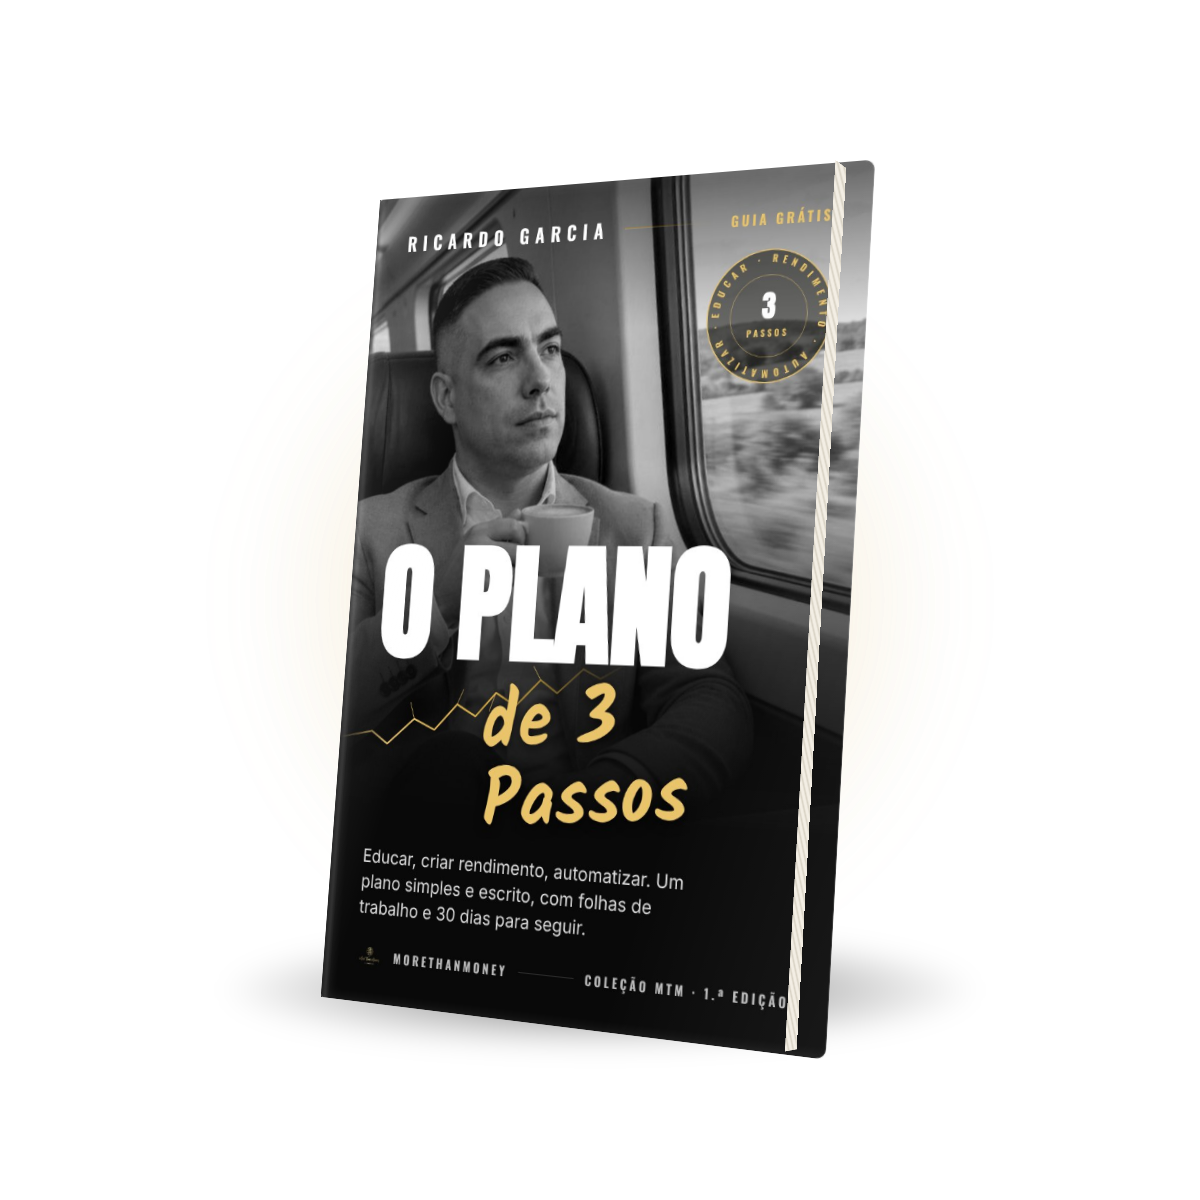 RICARDO GARCIA
GUIA GRÁTIS
EDUCAR · RENDIMENTO · AUTOMATIZAR ·
3
PASSOS
O PLANO
de 3
Passos
Educar, criar rendimento, automatizar. Um
plano simples e escrito, com folhas de
trabalho e 30 dias para seguir.
MORETHANMONEY
COLEÇÃO MTM · 1.ª EDIÇÃO